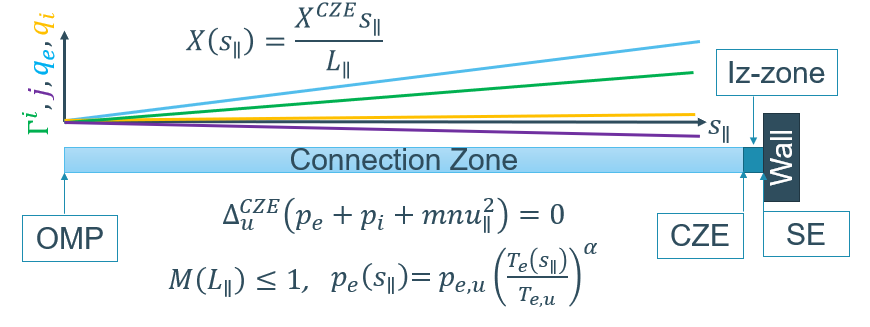 X(s_∥) = X^{CZE} s_∥ / L_∥
Γ^i, j, q_e, q_i
Iz-zone
s_∥
Connection Zone
Wall
OMP
Δ_u^{CZE}(p_e + p_i + mnu_∥^2) = 0
CZE
SE
M(L_∥) ≤ 1, p_e(s_∥)= p_{e,u} (T_e(s_∥) / T_{e,u})^α